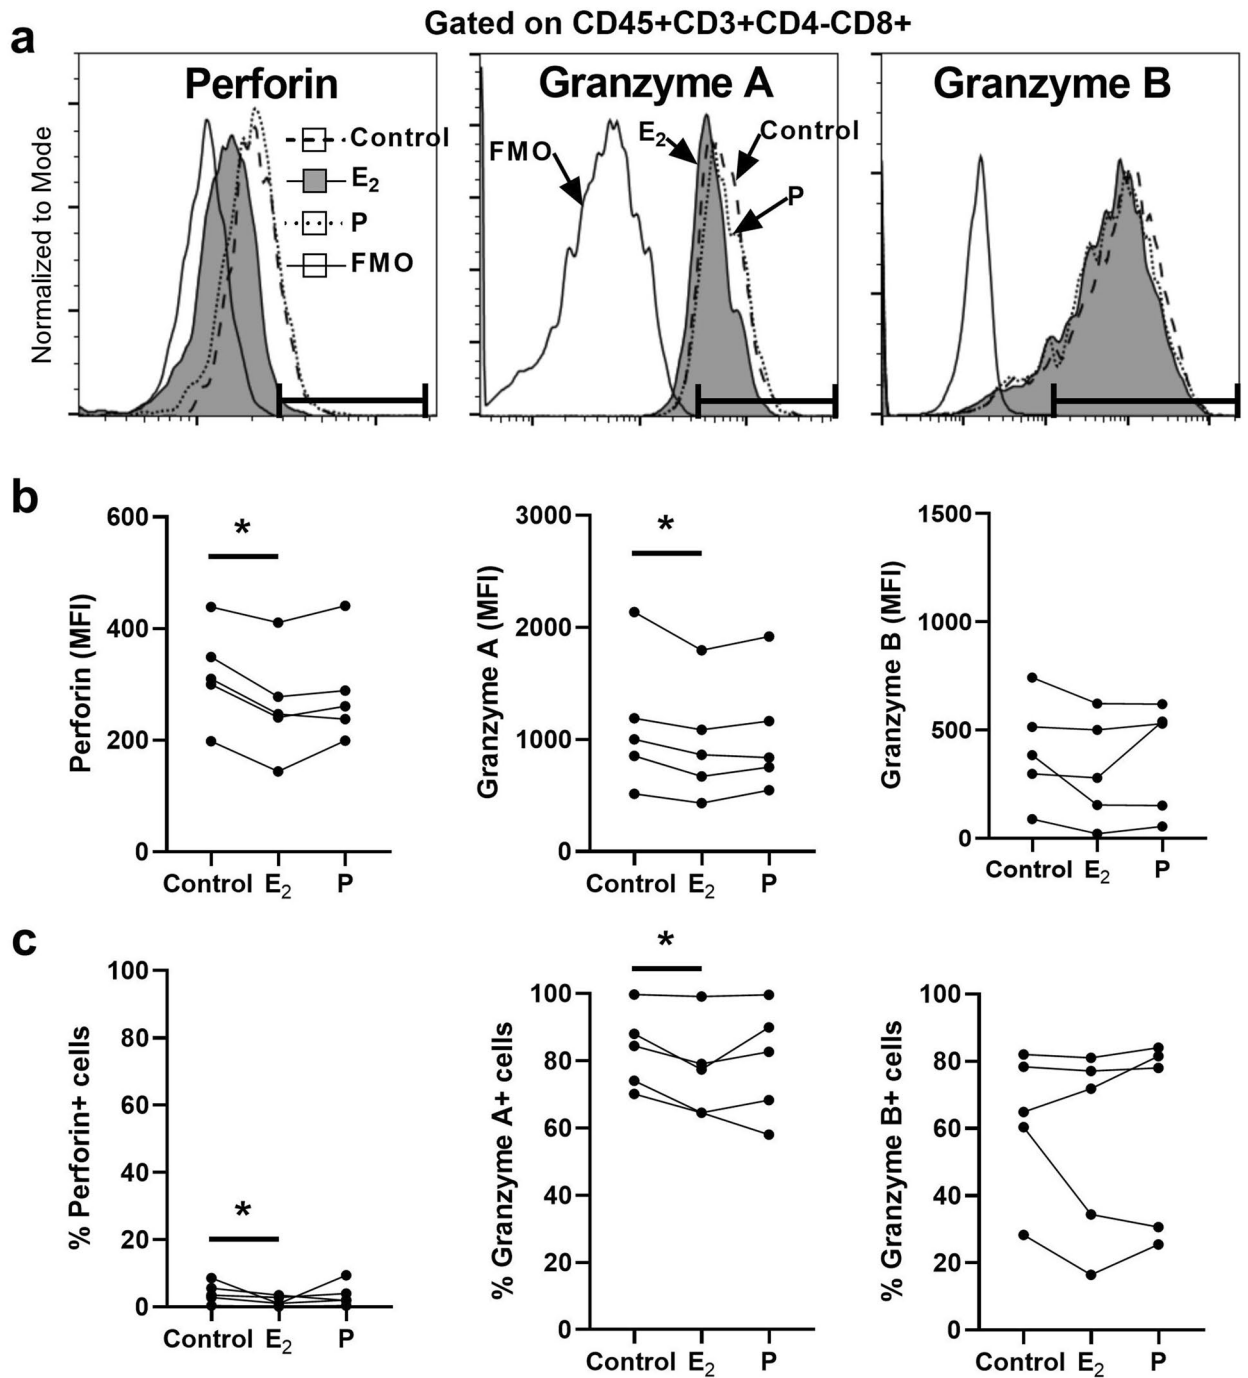 a
Gated on CD45+CD3+CD4-CD8+
Normalized to Mode
Perforin
Control
E₂
P
FMO
Granzyme A
FMO
E₂
Control
P
Granzyme B
b
Perforin (MFI)
600
400
200
0
Control E₂ P
*
Granzyme A (MFI)
3000
2000
1000
0
Control E₂ P
*
Granzyme B (MFI)
1500
1000
500
0
Control E₂ P
c
% Perforin+ cells
100
80
60
40
20
0
Control E₂ P
*
% Granzyme A+ cells
100
80
60
40
20
0
Control E₂ P
*
% Granzyme B+ cells
100
80
60
40
20
0
Control E₂ P